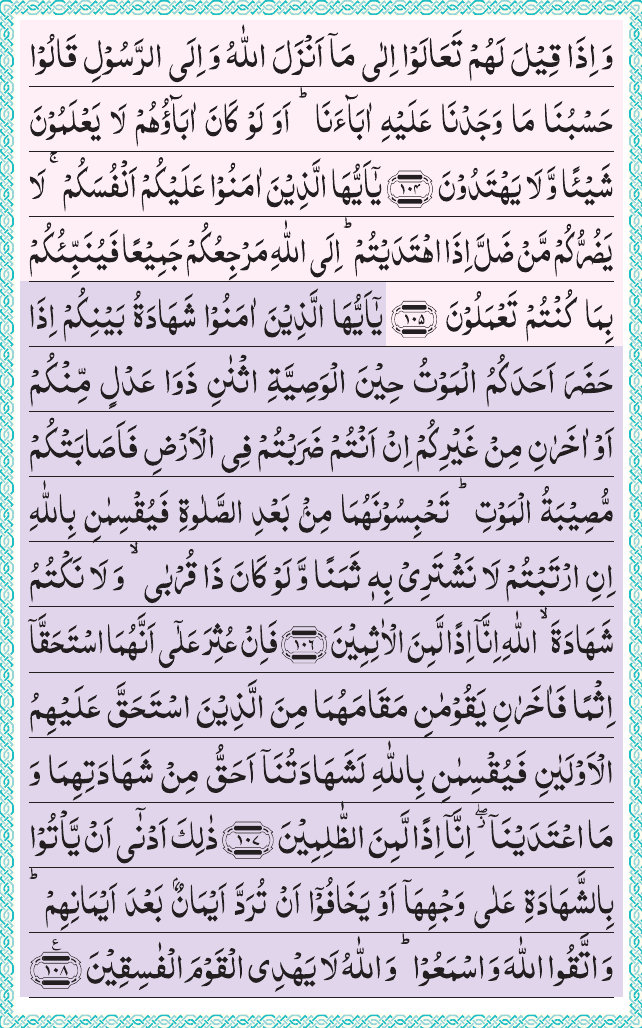 وَ اِذَا قِيْلَ لَهُمْ تَعَالَوْا اِلٰى مَاۤ اَنْزَلَ اللّٰهُ وَ اِلَى الرَّسُوْلِ قَالُوْا
حَسْبُنَا مَا وَجَدْنَا عَلَيْهِ اٰبَآءَنَا ؕ اَوَ لَوْ كَانَ اٰبَآؤُهُمْ لَا يَعْلَمُوْنَ
شَيْـًٔا وَّ لَا يَهْتَدُوْنَ ﴿۱۰۴﴾ يٰۤاَيُّهَا الَّذِيْنَ اٰمَنُوْا عَلَيْكُمْ اَنْفُسَكُمْ ۚ لَا
يَضُرُّكُمْ مَّنْ ضَلَّ اِذَا اهْتَدَيْتُمْ ؕ اِلَى اللّٰهِ مَرْجِعُكُمْ جَمِيْعًا فَيُنَبِّئُكُمْ
بِمَا كُنْتُمْ تَعْمَلُوْنَ ﴿۱۰۵﴾ يٰۤاَيُّهَا الَّذِيْنَ اٰمَنُوْا شَهَادَةُ بَيْنِكُمْ اِذَا
حَضَرَ اَحَدَكُمُ الْمَوْتُ حِيْنَ الْوَصِيَّةِ اثْنٰنِ ذَوَا عَدْلٍ مِّنْكُمْ
اَوْ اٰخَرٰنِ مِنْ غَيْرِكُمْ اِنْ اَنْتُمْ ضَرَبْتُمْ فِى الْاَرْضِ فَاَصَابَتْكُمْ
مُّصِيْبَةُ الْمَوْتِ ؕ تَحْبِسُوْنَهُمَا مِنْۢ بَعْدِ الصَّلٰوةِ فَيُقْسِمٰنِ بِاللّٰهِ
اِنِ ارْتَبْتُمْ لَا نَشْتَرِىْ بِهٖ ثَمَنًا وَّ لَوْ كَانَ ذَا قُرْبٰى ۙ وَ لَا نَكْتُمُ
شَهَادَةَ ۙ اللّٰهِ اِنَّاۤ اِذًا لَّمِنَ الْاٰثِمِيْنَ ﴿۱۰۶﴾ فَاِنْ عُثِرَ عَلٰۤى اَنَّهُمَا اسْتَحَقَّاۤ
اِثْمًا فَاٰخَرٰنِ يَقُوْمٰنِ مَقَامَهُمَا مِنَ الَّذِيْنَ اسْتَحَقَّ عَلَيْهِمُ
الْاَوْلَيٰنِ فَيُقْسِمٰنِ بِاللّٰهِ لَشَهَادَتُنَاۤ اَحَقُّ مِنْ شَهَادَتِهِمَا وَ
مَا اعْتَدَيْنَاۤ ۖ٘ اِنَّاۤ اِذًا لَّمِنَ الظّٰلِمِيْنَ ﴿۱۰۷﴾ ذٰلِكَ اَدْنٰۤى اَنْ يَّاْتُوْا
بِالشَّهَادَةِ عَلٰى وَجْهِهَاۤ اَوْ يَخَافُوْۤا اَنْ تُرَدَّ اَيْمَانٌۢ بَعْدَ اَيْمَانِهِمْ ؕ
وَ اتَّقُوا اللّٰهَ وَ اسْمَعُوْا ؕ وَ اللّٰهُ لَا يَهْدِى الْقَوْمَ الْفٰسِقِيْنَ ﴿۱۰۸﴾ ع